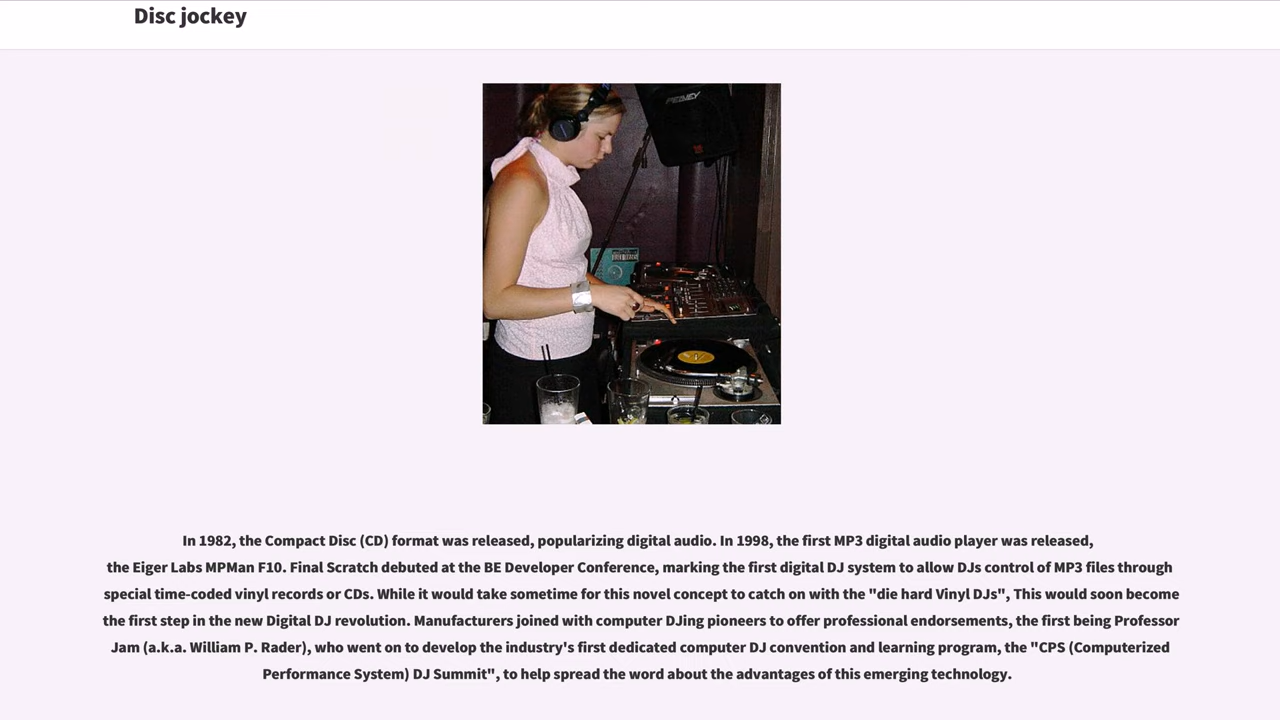 Disc jockey
PEAVEY
In 1982, the Compact Disc (CD) format was released, popularizing digital audio. In 1998, the first MP3 digital audio player was released,
the Eiger Labs MPMan F10. Final Scratch debuted at the BE Developer Conference, marking the first digital DJ system to allow DJs control of MP3 files through
special time-coded vinyl records or CDs. While it would take sometime for this novel concept to catch on with the "die hard Vinyl DJs", This would soon become
the first step in the new Digital DJ revolution. Manufacturers joined with computer DJing pioneers to offer professional endorsements, the first being Professor
Jam (a.k.a. William P. Rader), who went on to develop the industry's first dedicated computer DJ convention and learning program, the "CPS (Computerized
Performance System) DJ Summit", to help spread the word about the advantages of this emerging technology.